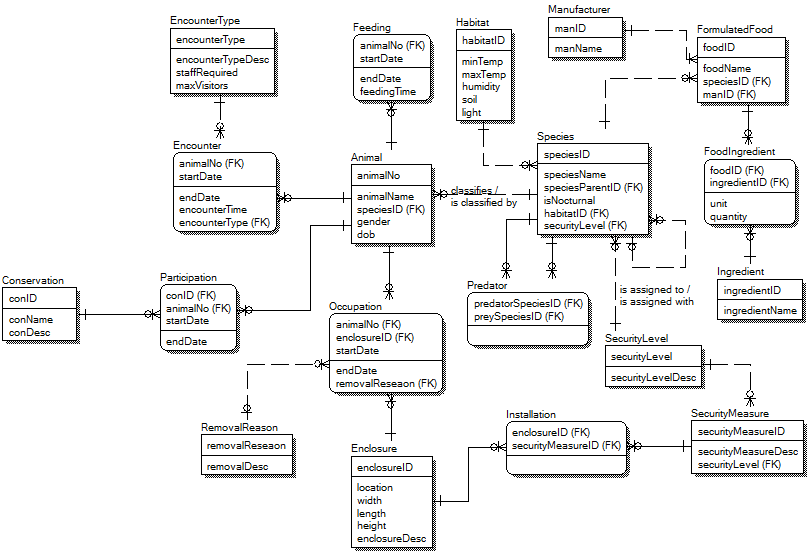 EncounterType
encounterType
encounterTypeDesc
staffRequired
maxVisitors
Feeding
animalNo (FK)
startDate
endDate
feedingTime
Habitat
habitatID
minTemp
maxTemp
humidity
soil
light
Manufacturer
manID
manName
FormulatedFood
foodID
foodName
speciesID (FK)
manID (FK)
Encounter
animalNo (FK)
startDate
endDate
encounterTime
encounterType (FK)
Animal
animalNo
animalName
speciesID (FK)
gender
dob
classifies /
is classified by
Species
speciesID
speciesName
speciesParentID (FK)
isNocturnal
habitatID (FK)
securityLevel (FK)
FoodIngredient
foodID (FK)
ingredientID (FK)
unit
quantity
Conservation
conID
conName
conDesc
Participation
conID (FK)
animalNo (FK)
startDate
endDate
Occupation
animalNo (FK)
enclosureID (FK)
startDate
endDate
removalReseaon (FK)
Predator
predatorSpeciesID (FK)
preySpeciesID (FK)
is assigned to /
is assigned with
Ingredient
ingredientID
ingredientName
SecurityLevel
securityLevel
securityLevelDesc
RemovalReason
removalReseaon
removalDesc
Enclosure
enclosureID
location
width
length
height
enclosureDesc
Installation
enclosureID (FK)
securityMeasureID (FK)
SecurityMeasure
securityMeasureID
securityMeasureDesc
securityLevel (FK)